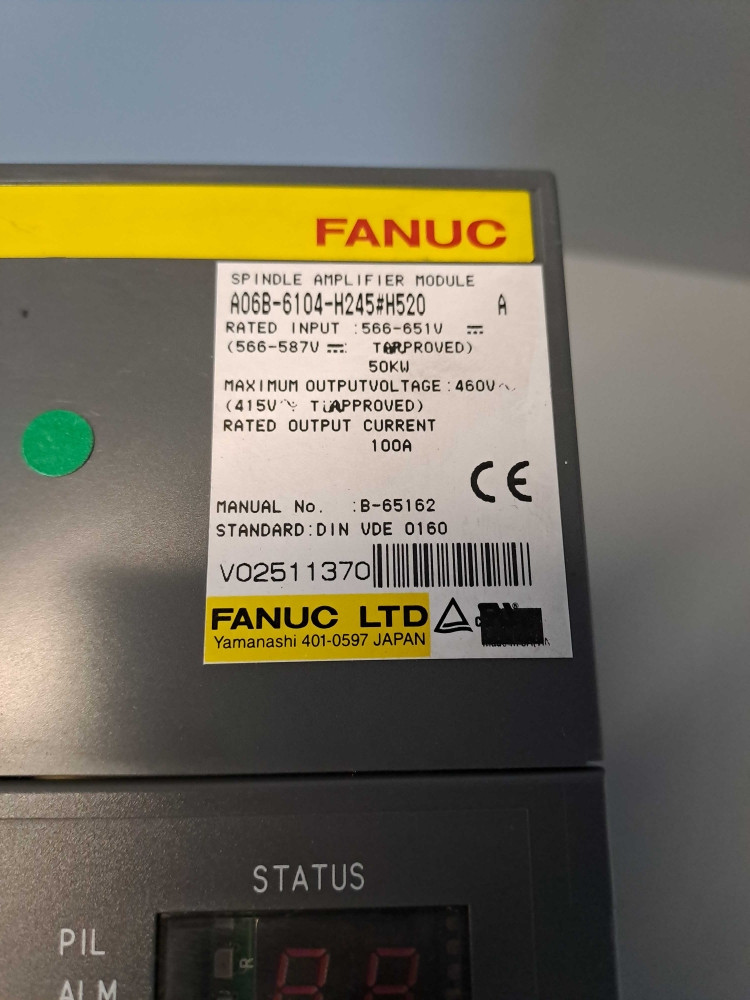 FANUC
SPINDLE AMPLIFIER MODULE
A06B-6104-H245#H520 A
RATED INPUT :566-651V ⎓
(566-587V ⎓: APPROVED)
50KW
MAXIMUM OUTPUTVOLTAGE :460V~
(415V~ APPROVED)
RATED OUTPUT CURRENT
100A
CE
MANUAL No. :B-65162
STANDARD:DIN VDE 0160
V02511370
FANUC LTD
Yamanashi 401-0597 JAPAN
STATUS
PIL
ALM